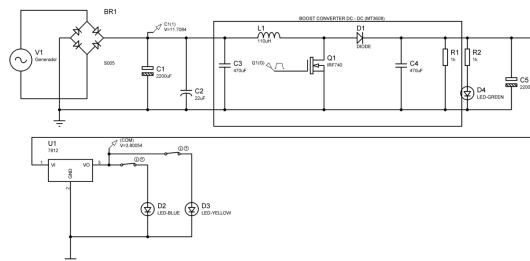 BR1
BOOST CONVERTER DC - DC (MT3608)
C1(1)
V=11.7084
L1
110uH
D1
DIODE
V1
Generador
C1
2200uF
C3
470uF
Q1
IRF740
Q1(G)
C4
470uF
R1
1k
R2
1k
S005
C2
22uF
D4
LED-GREEN
C5
2200
U1
7812
(COM)
1
VI
VO
3
GND
2
D2
LED-BLUE
D3
LED-YELLOW